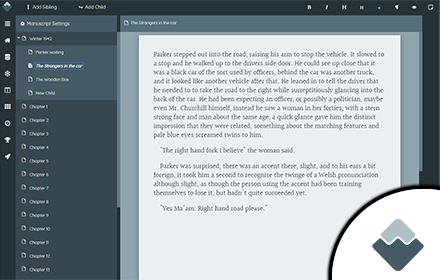 Add Sibling
Add Child
B I H H H
Manuscript Settings
The Strangers in the car
Winter 1942
Parker waiting
The Strangers in the car
The Wooden Box
New Child
Chapter 1
Chapter 2
Chapter 3
Chapter 4
Chapter 5
Chapter 6
Chapter 7
Chapter 8
Chapter 9
Chapter 10
Chapter 11
Chapter 12
Chapter 13
Parker stepped out into the road, raising his arm to stop the vehicle. It slowed to
a stop and he walked up to the drivers side door. He could see up close that it
was a black car of the sort used by officers, behind the car was another truck,
and it looked like another vehicle after that. He leaned in to tell the driver that
he needed to to take the road to the right while surreptitiously glancing into the
back of the car. He had been expecting an officer, or possibly a politician, maybe
even Mr. Churchill himself, instead he saw a woman in her forties, with a stern
strong face and man about the same age, a quick glance gave him the distinct
impression that they were related, something about the matching features and
pale blue eyes screamed twins to him.
"The right hand fork I believe" the woman said.
Parker was surprised, there was an accent there, slight, and to his ears a bit
foreign, it took him a second to recognise the twinge of a Welsh pronunciation
although slight, as though the person using the accent had been training
themselves to lose it, but hadn't quite succeeded yet.
"Yes Ma'am. Right hand road please."